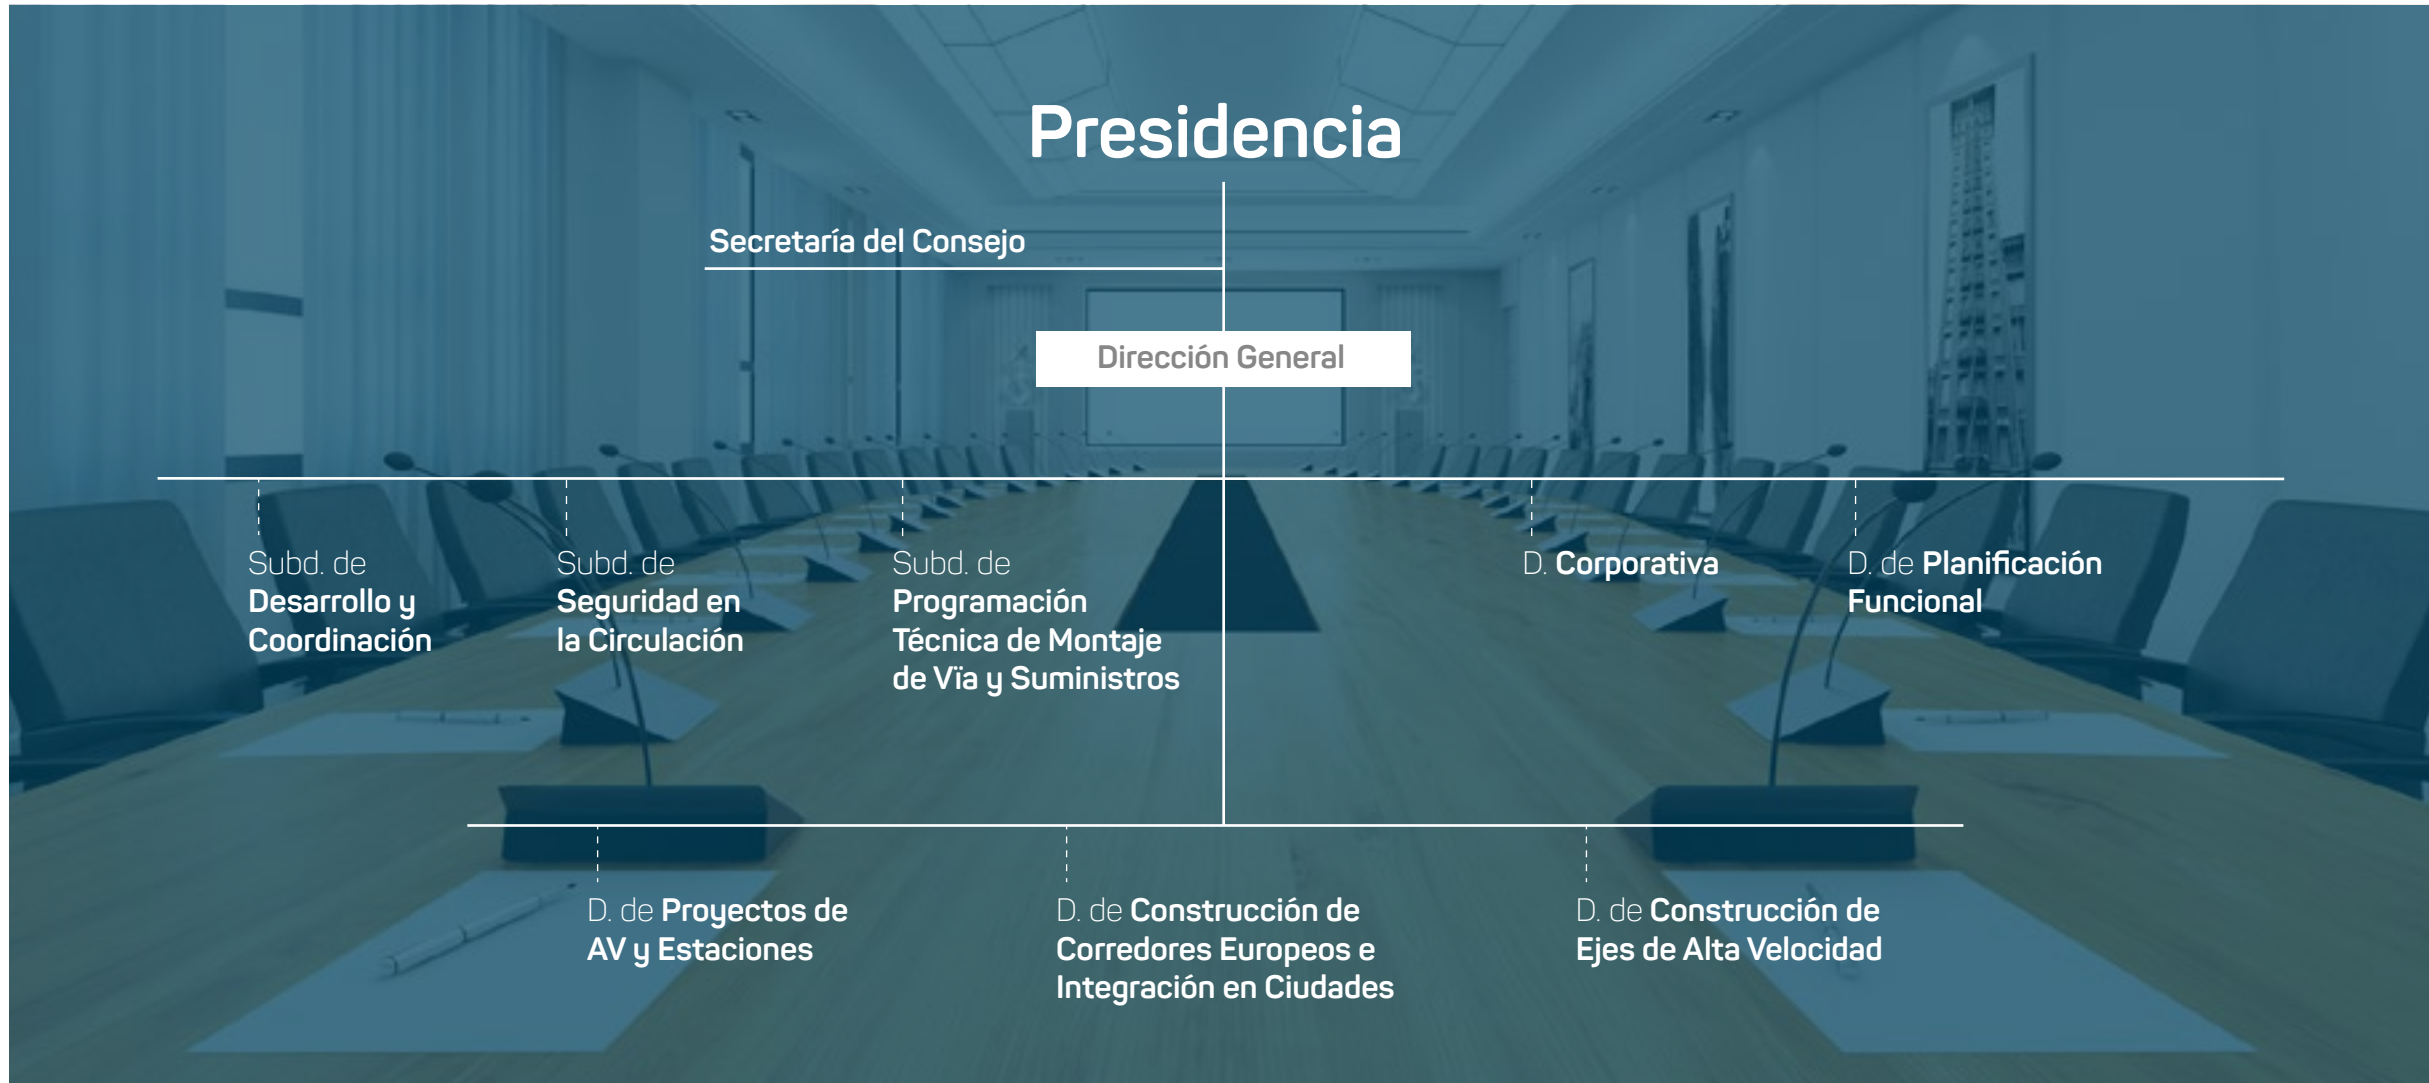 Presidencia
Secretaría del Consejo
Dirección General
Subd. de
Desarrollo y
Coordinación
Subd. de
Seguridad en
la Circulación
Subd. de
Programación
Técnica de Montaje
de Vïa y Suministros
D. Corporativa
D. de Planificación
Funcional
D. de Proyectos de
AV y Estaciones
D. de Construcción de
Corredores Europeos e
Integración en Ciudades
D. de Construcción de
Ejes de Alta Velocidad